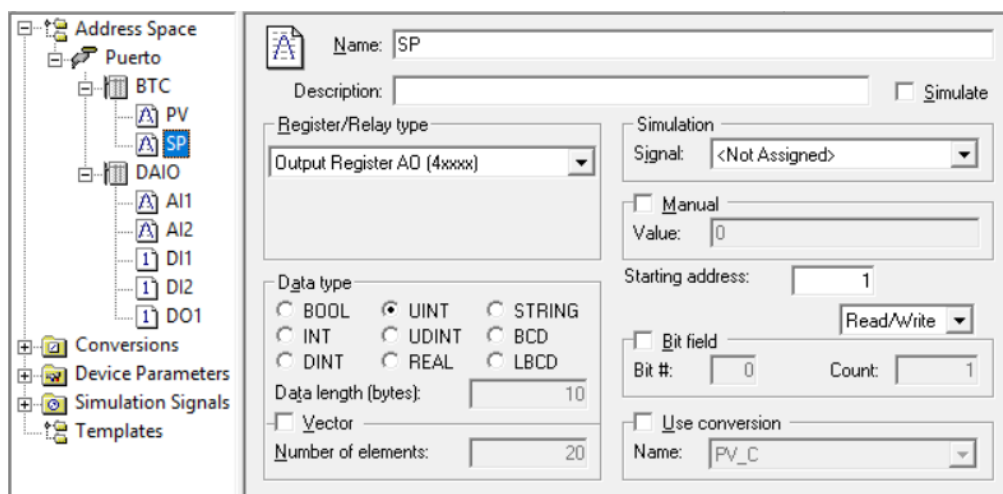 Address Space
Puerto
BTC
PV
SP
DAIO
AI1
AI2
DI1
DI2
DO1
Conversions
Device Parameters
Simulation Signals
Templates
Name: SP
Description:
Simulate
Register/Relay type
Output Register AO (4xxxx)
Simulation
Signal: <Not Assigned>
Manual
Value: 0
Starting address: 1
Read/Write
Data type
BOOL UINT STRING
INT UDINT BCD
DINT REAL LBCD
Data length (bytes): 10
Vector
Number of elements: 20
Bit field
Bit #: 0 Count: 1
Use conversion
Name: PV_C